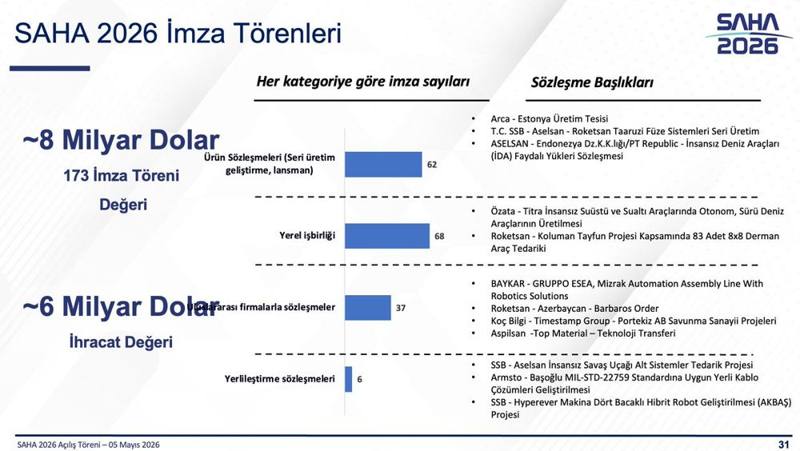 SAHA 2026 İmza Törenleri
SAHA
2026
Her kategoriye göre imza sayıları
Sözleşme Başlıkları
~8 Milyar Dolar
173 İmza Töreni
Değeri
Ürün Sözleşmeleri (Seri üretim
geliştirme, lansman)
62
• Arca - Estonya Üretim Tesisi
• T.C. SSB - Aselsan - Roketsan Taaruzi Füze Sistemleri Seri Üretim
• ASELSAN - Endonezya Dz.K.K.lığı/PT Republic - İnsansız Deniz Araçları
(İDA) Faydalı Yükleri Sözleşmesi
Yerel işbirliği
68
• Özata - Titra İnsansız Suüstü ve Sualtı Araçlarında Otonom, Sürü Deniz
Araçlarının Üretilmesi
• Roketsan - Koluman Tayfun Projesi Kapsamında 83 Adet 8x8 Derman
Araç Tedariki
~6 Milyar Dolar
İhracat Değeri
Uluslararası firmalarla sözleşmeler
37
• BAYKAR - GRUPPO ESEA, Mizrak Automation Assembly Line With
Robotics Solutions
• Roketsan - Azerbaycan - Barbaros Order
• Koç Bilgi - Timestamp Group - Portekiz AB Savunma Sanayii Projeleri
• Aspilsan -Top Material – Teknoloji Transferi
Yerlileştirme sözleşmeleri
6
• SSB - Aselsan İnsansız Savaş Uçağı Alt Sistemler Tedarik Projesi
• Armsto - Başoğlu MIL-STD-22759 Standardına Uygun Yerli Kablo
Çözümleri Geliştirilmesi
• SSB - Hyperever Makina Dört Bacaklı Hibrit Robot Geliştirilmesi (AKBAŞ)
Projesi
SAHA 2026 Açılış Töreni – 05 Mayıs 2026
31